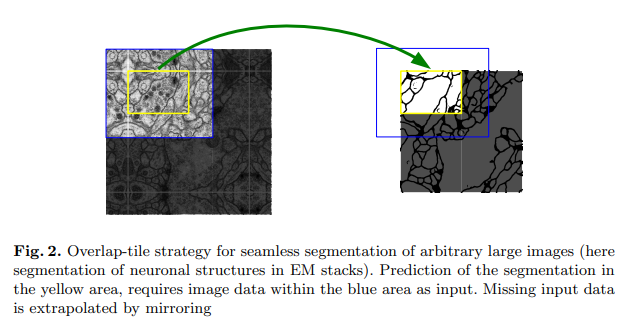 Fig. 2. Overlap-tile strategy for seamless segmentation of arbitrary large images (here
segmentation of neuronal structures in EM stacks). Prediction of the segmentation in
the yellow area, requires image data within the blue area as input. Missing input data
is extrapolated by mirroring